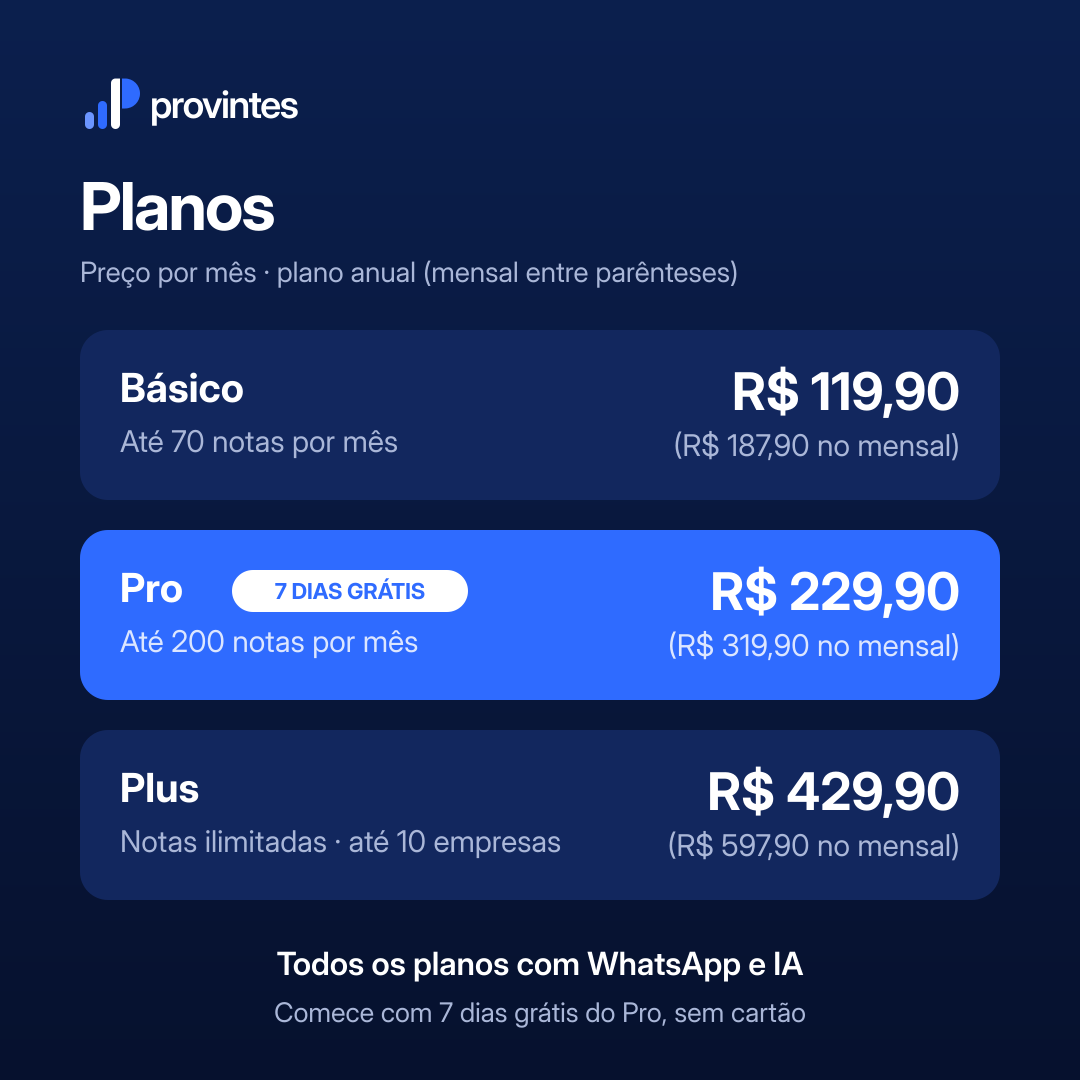 provintes
Planos
Preço por mês · plano anual (mensal entre parênteses)
Básico
R$ 119,90
Até 70 notas por mês
(R$ 187,90 no mensal)
Pro
7 DIAS GRÁTIS
R$ 229,90
Até 200 notas por mês
(R$ 319,90 no mensal)
Plus
R$ 429,90
Notas ilimitadas · até 10 empresas
(R$ 597,90 no mensal)
Todos os planos com WhatsApp e IA
Comece com 7 dias grátis do Pro, sem cartão